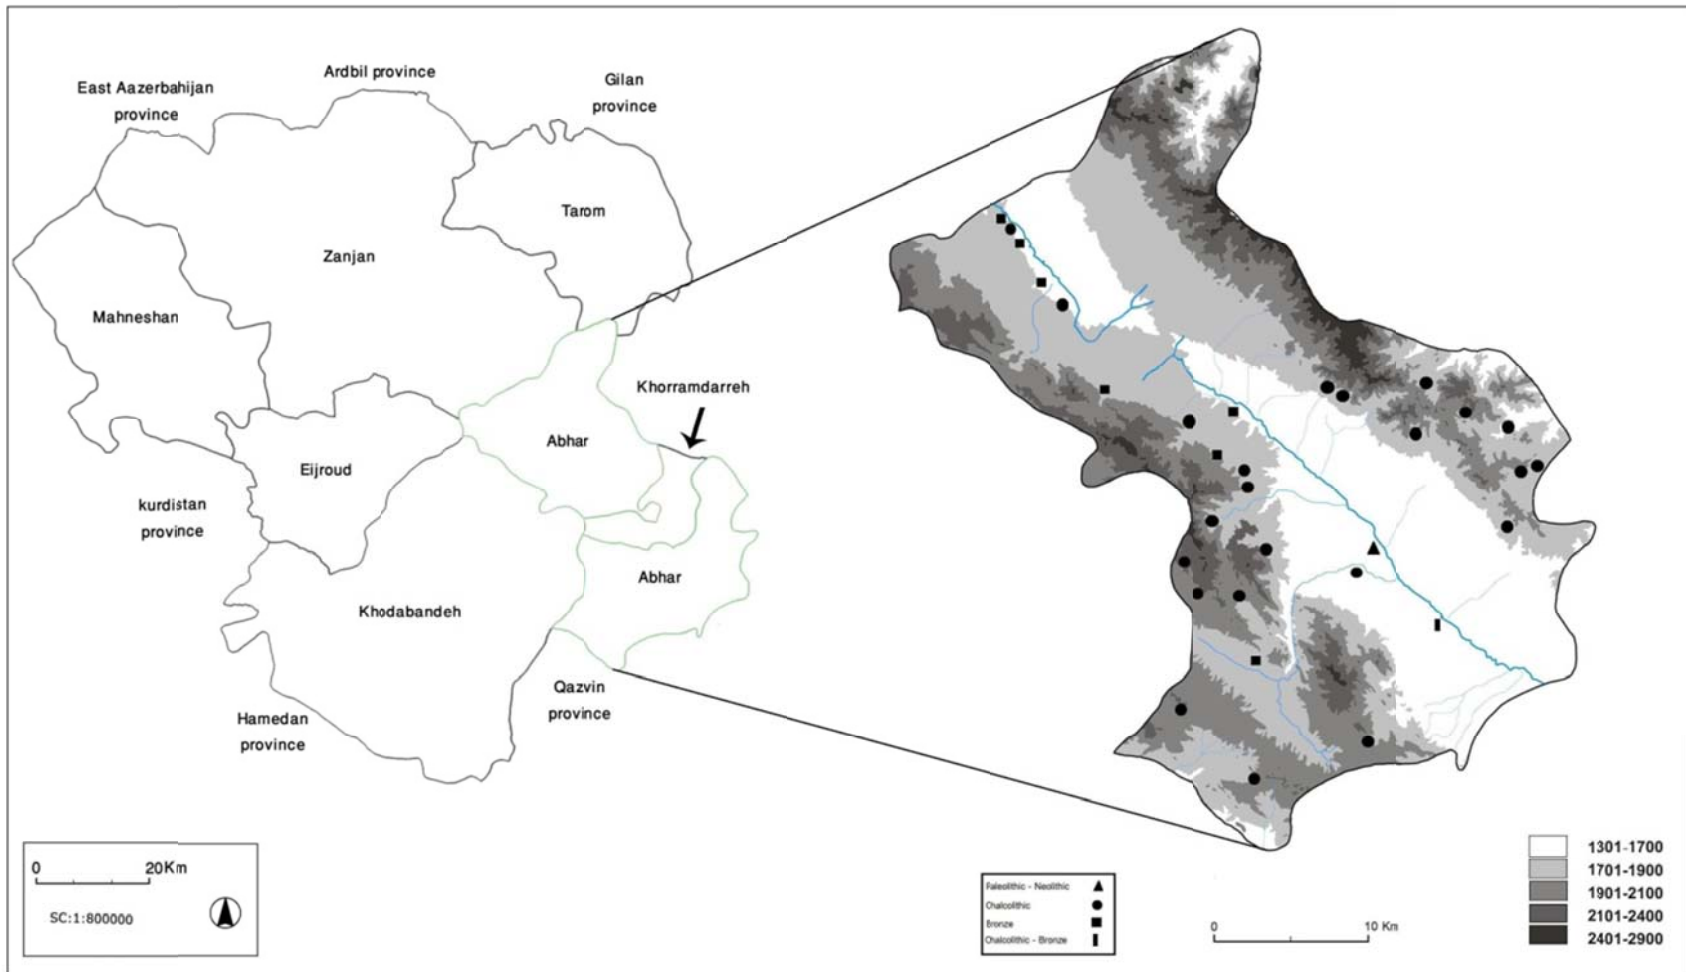 East Aazerbahijan
province
Ardbil province
Gilan
province
Tarom
Zanjan
Mahneshan
Khorramdarreh
Abhar
Eijroud
kurdistan
province
Abhar
Khodabandeh
Qazvin
province
Hamedan
province
0 20Km
SC:1:800000
Paleolithic - Neolithic
Chalcolithic
Bronze
Chalcolithic - Bronze
0 10 Km
1301-1700
1701-1900
1901-2100
2101-2400
2401-2900